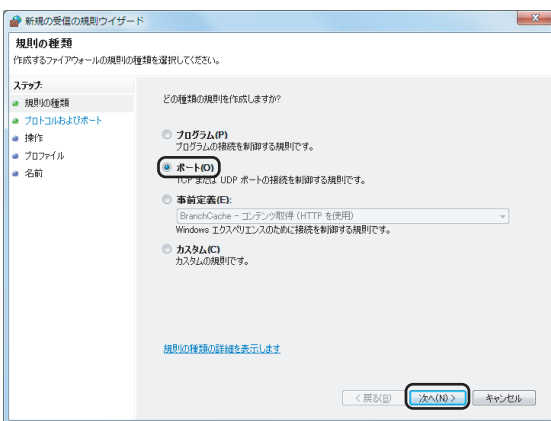 新規の受信の規則ウィザード
規則の種類
作成するファイアウォールの規則の種類を選択してください。
ステップ:
規則の種類
プロトコルおよびポート
操作
プロファイル
名前
どの種類の規則を作成しますか?
プログラム(P)
プログラムの接続を制御する規則です。
ポート(O)
TCP または UDP ポートの接続を制御する規則です。
事前定義(E):
BranchCache - コンテンツ取得 (HTTP を使用)
Windows エクスペリエンスのために接続を制御する規則です。
カスタム(C)
カスタムの規則です。
規則の種類の詳細を表示します
< 戻る(B)
次へ(N) >
キャンセル